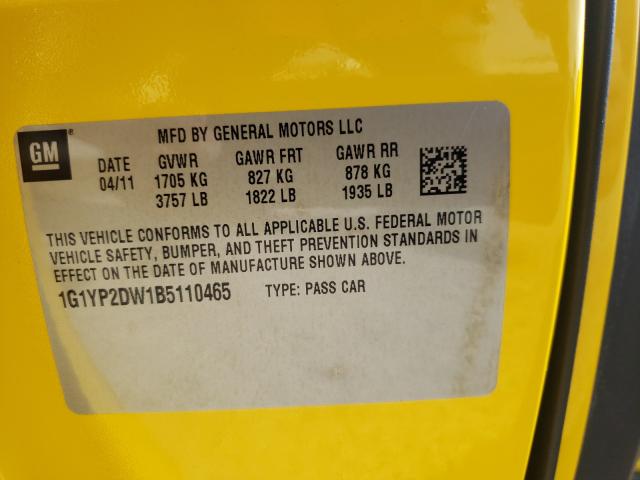 GM ®
MFD BY GENERAL MOTORS LLC
DATE GVWR GAWR FRT GAWR RR
04/11 1705 KG 827 KG 878 KG
3757 LB 1822 LB 1935 LB
THIS VEHICLE CONFORMS TO ALL APPLICABLE U.S. FEDERAL MOTOR
VEHICLE SAFETY, BUMPER, AND THEFT PREVENTION STANDARDS IN
EFFECT ON THE DATE OF MANUFACTURE SHOWN ABOVE.
1G1YP2DW1B5110465 TYPE: PASS CAR